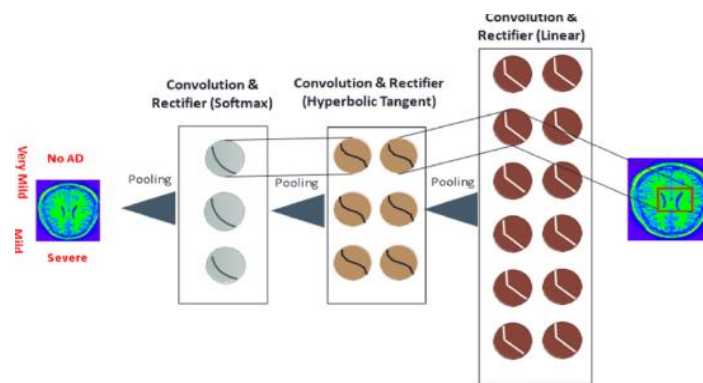 Convolution &
Rectifier (Linear)
Convolution &
Rectifier (Softmax)
Convolution & Rectifier
(Hyperbolic Tangent)
No AD
Very Mild
Mild
Severe
Pooling
Pooling
Pooling